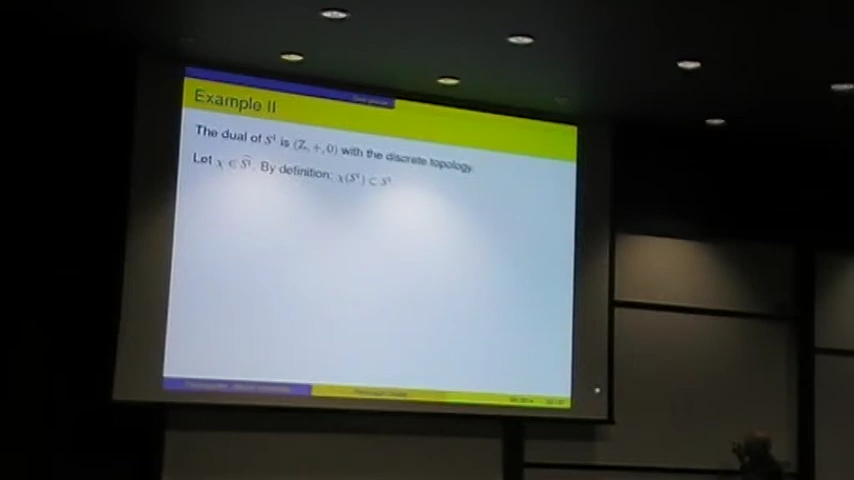 Example II
The dual of S¹ is (ℤ, +, 0) with the discrete topology.
Let χ ∈ Ŝ¹. By definition: χ(S¹) ⊂ S¹